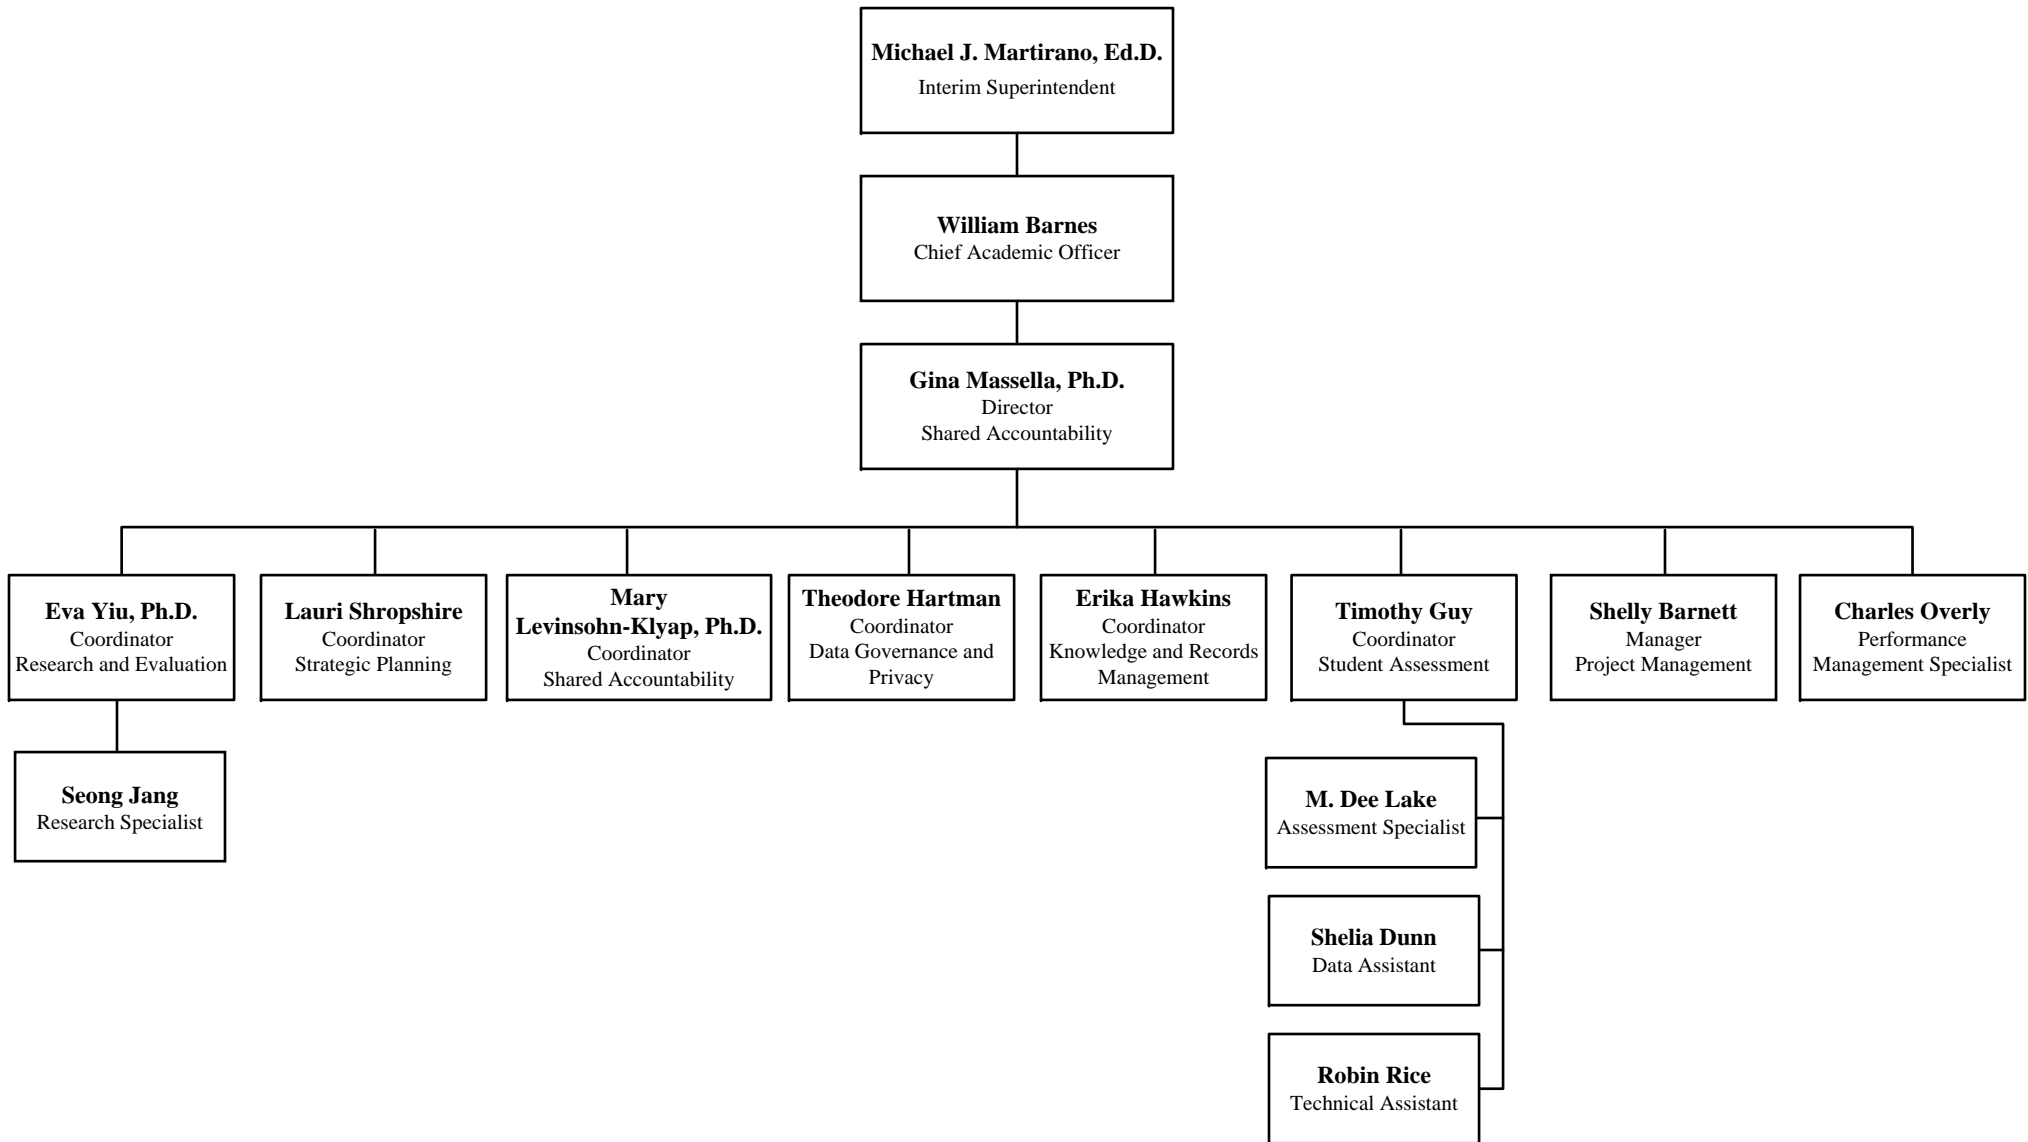 Michael J. Martirano, Ed.D.
Interim Superintendent
William Barnes
Chief Academic Officer
Gina Massella, Ph.D.
Director
Shared Accountability
Eva Yiu, Ph.D.
Coordinator
Research and Evaluation
Lauri Shropshire
Coordinator
Strategic Planning
Mary
Levinsohn-Klyap, Ph.D.
Coordinator
Shared Accountability
Theodore Hartman
Coordinator
Data Governance and
Privacy
Erika Hawkins
Coordinator
Knowledge and Records
Management
Timothy Guy
Coordinator
Student Assessment
Shelly Barnett
Manager
Project Management
Charles Overly
Performance
Management Specialist
Seong Jang
Research Specialist
M. Dee Lake
Assessment Specialist
Shelia Dunn
Data Assistant
Robin Rice
Technical Assistant